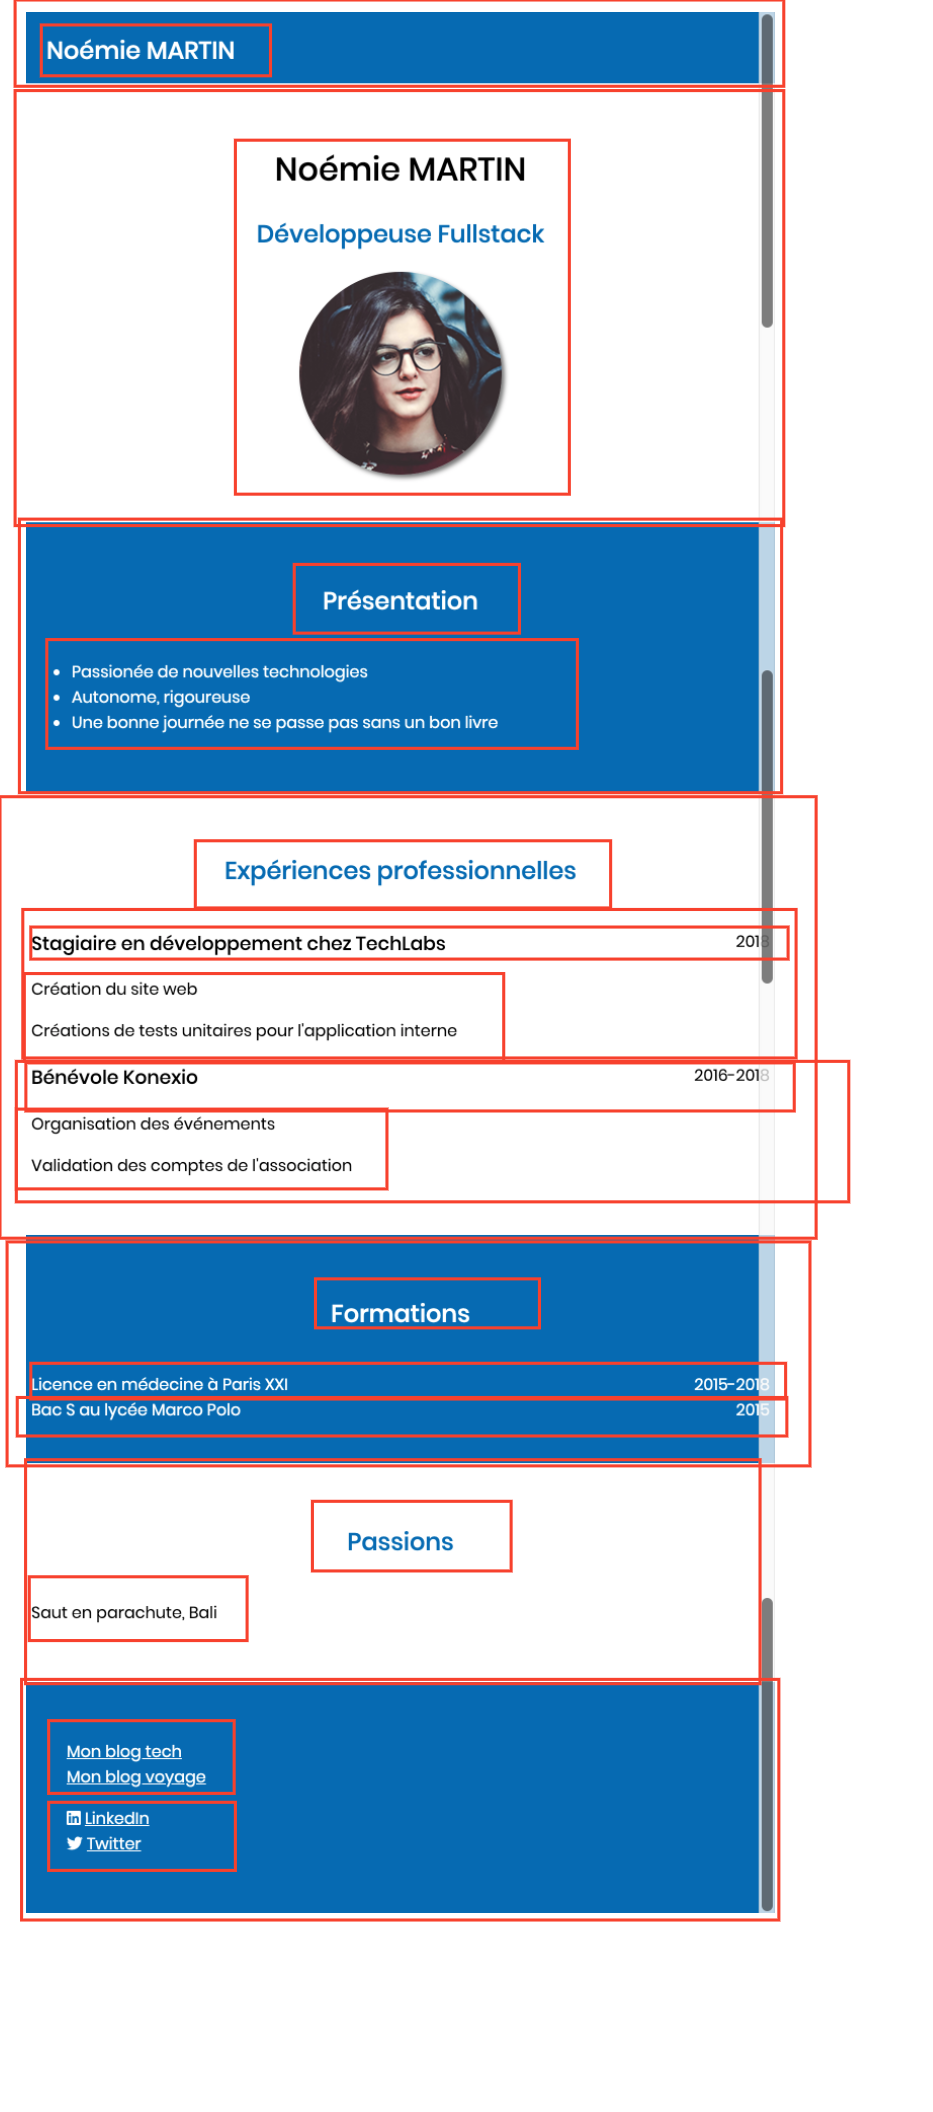 Noémie MARTIN
Noémie MARTIN
Développeuse Fullstack
Présentation
• Passionée de nouvelles technologies
• Autonome, rigoureuse
• Une bonne journée ne se passe pas sans un bon livre
Expériences professionnelles
Stagiaire en développement chez TechLabs 2018
Création du site web
Créations de tests unitaires pour l'application interne
Bénévole Konexio 2016-2018
Organisation des événements
Validation des comptes de l'association
Formations
Licence en médecine à Paris XXI 2015-2018
Bac S au lycée Marco Polo 2015
Passions
Saut en parachute, Bali
Mon blog tech
Mon blog voyage
LinkedIn
Twitter